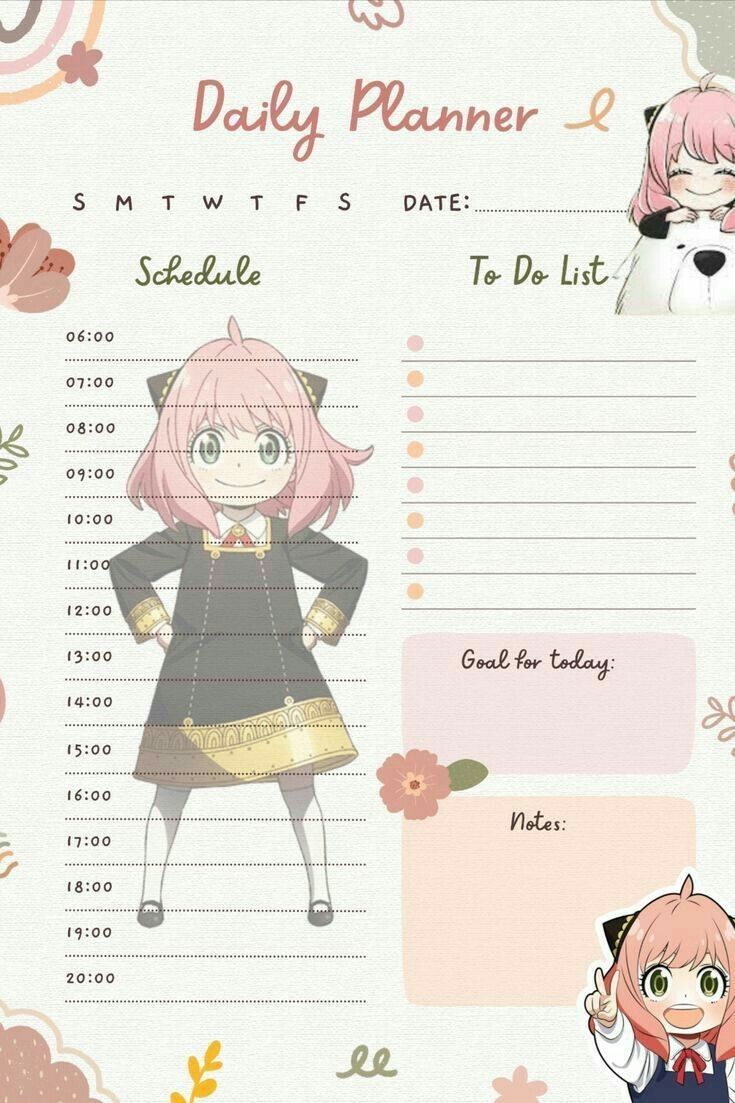 Daily Planner
S M T W T F S
DATE:
Schedule
To Do List
06:00
07:00
08:00
09:00
10:00
11:00
12:00
13:00
14:00
15:00
16:00
17:00
18:00
19:00
20:00
Goal for today:
Notes: